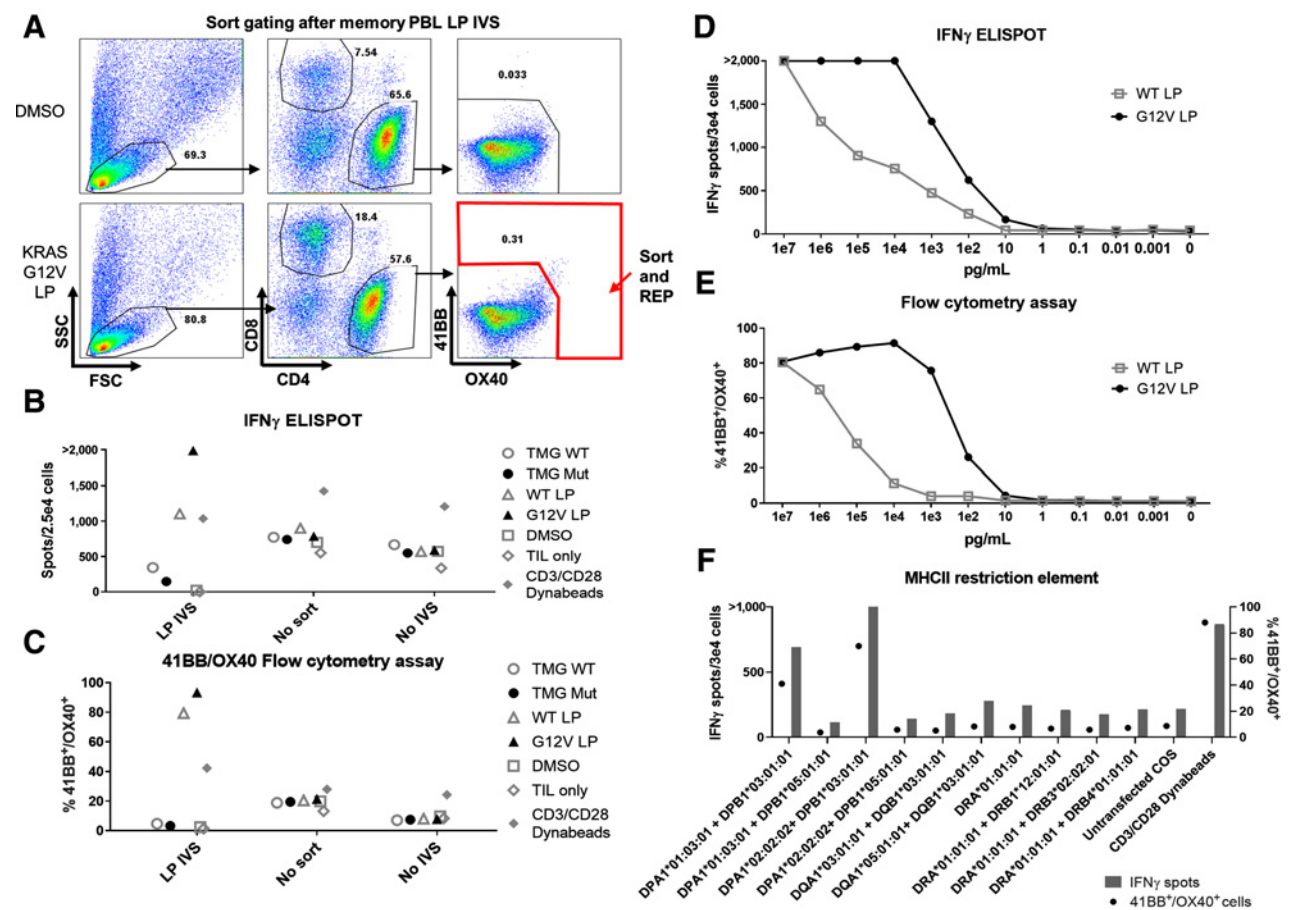 A
Sort gating after memory PBL LP IVS
DMSO
69.3
7.54
65.6
0.033
KRAS
G12V
LP
80.8
18.4
57.6
0.31
Sort
and
REP
SSC
FSC
CD8
CD4
41BB
OX40
B
IFNγ ELISPOT
Spots/2.5e4 cells
>2,000
1,500
1,000
500
0
LP IVS
No sort
No IVS
TMG WT
TMG Mut
WT LP
G12V LP
DMSO
TIL only
CD3/CD28
Dynabeads
C
41BB/OX40 Flow cytometry assay
% 41BB⁺/OX40⁺
100
80
60
40
20
0
LP IVS
No sort
No IVS
TMG WT
TMG Mut
WT LP
G12V LP
DMSO
TIL only
CD3/CD28
Dynabeads
D
IFNγ ELISPOT
IFNγ spots/3e4 cells
>2,000
1,500
1,000
500
0
WT LP
G12V LP
1e7 1e6 1e5 1e4 1e3 1e2 10 1 0.1 0.01 0.001 0
pg/mL
E
Flow cytometry assay
%41BB⁺/OX40⁺
100
80
60
40
20
0
WT LP
G12V LP
1e7 1e6 1e5 1e4 1e3 1e2 10 1 0.1 0.01 0.001 0
pg/mL
F
MHCII restriction element
IFNγ spots/3e4 cells
>1,000
500
0
100
80
60
40
20
0
%41BB⁺/OX40⁺
DPA1*01:03:01 + DPB1*03:01:01
DPA1*01:03:01 + DPB1*05:01:01
DPA1*02:02:02+ DPB1*03:01:01
DPA1*02:02:02 + DPB1*05:01:01
DQA1*03:01:01 + DQB1*03:01:01
DQA1*05:01:01+ DQB1*03:01:01
DRA*01:01:01
DRA*01:01:01 + DRB1*12:01:01
DRA*01:01:01 + DRB3*02:02:01
DRA*01:01:01 + DRB4*01:01:01
Untransfected COS
CD3/CD28 Dynabeads
IFNγ spots
41BB⁺/OX40⁺cells